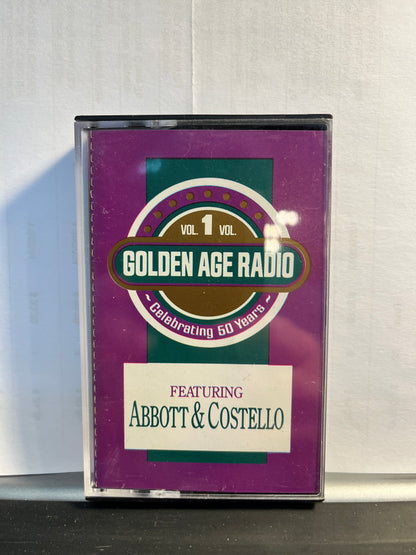 VOL. 1 VOL.
GOLDEN AGE RADIO
~ Celebrating 50 Years ~
FEATURING
ABBOTT & COSTELLO